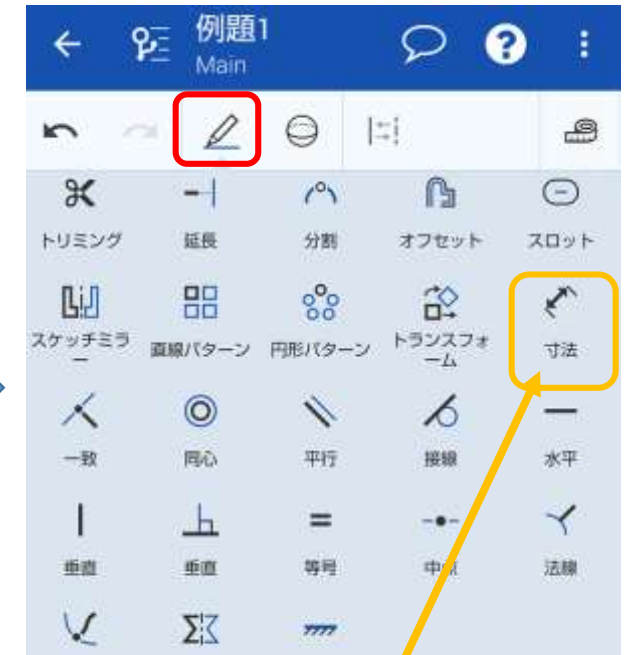 例題1
Main
トリミング
延長
分割
オフセット
スロット
スケッチミラー
直線パターン
円形パターン
トランスフォーム
寸法
一致
同心
平行
接線
水平
垂直
垂直
等号
中点
法線